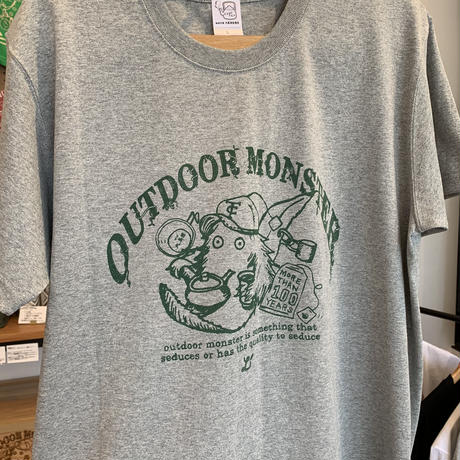 OUTDOOR MONSTER
MORE
THAN
100
YEARS
outdoor monster is something that
seduces or has the quality to seduce